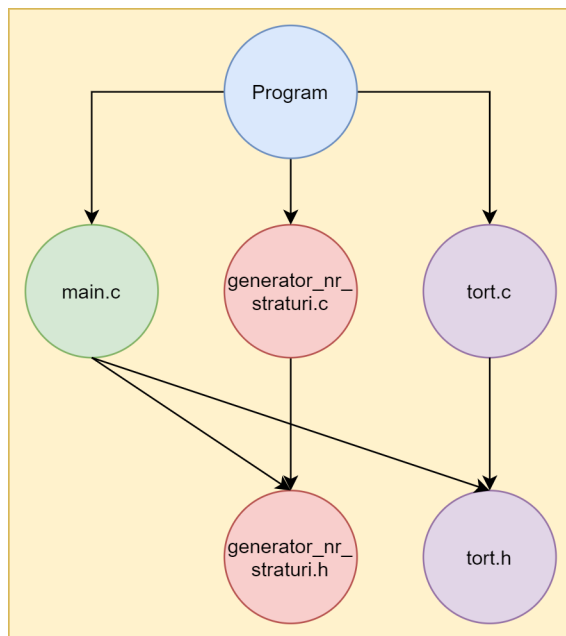 Program
main.c
generator_nr_
straturi.c
tort.c
generator_nr_
straturi.h
tort.h